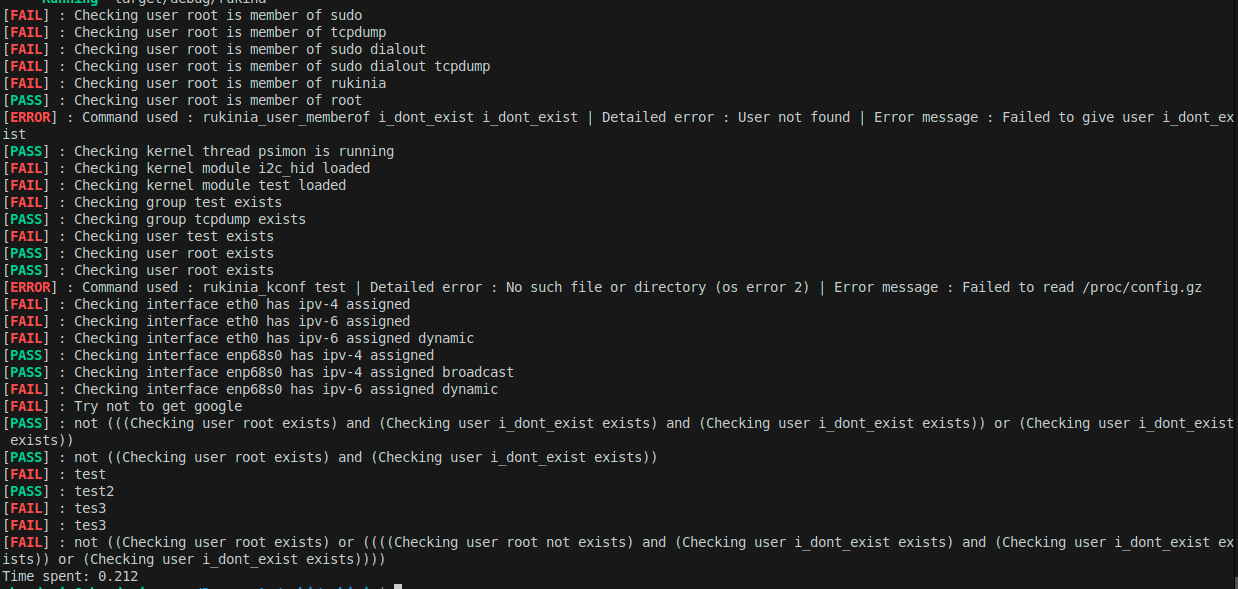 Running target/debug/rukina
[FAIL] : Checking user root is member of sudo
[FAIL] : Checking user root is member of tcpdump
[FAIL] : Checking user root is member of sudo dialout
[FAIL] : Checking user root is member of sudo dialout tcpdump
[FAIL] : Checking user root is member of rukinia
[PASS] : Checking user root is member of root
[ERROR] : Command used : rukinia_user_memberof i_dont_exist i_dont_exist | Detailed error : User not found | Error message : Failed to give user i_dont_ex
ist
[PASS] : Checking kernel thread psimon is running
[FAIL] : Checking kernel module i2c_hid loaded
[FAIL] : Checking kernel module test loaded
[FAIL] : Checking group test exists
[PASS] : Checking group tcpdump exists
[FAIL] : Checking user test exists
[PASS] : Checking user root exists
[PASS] : Checking user root exists
[ERROR] : Command used : rukinia_kconf test | Detailed error : No such file or directory (os error 2) | Error message : Failed to read /proc/config.gz
[FAIL] : Checking interface eth0 has ipv-4 assigned
[FAIL] : Checking interface eth0 has ipv-6 assigned
[FAIL] : Checking interface eth0 has ipv-6 assigned dynamic
[PASS] : Checking interface enp68s0 has ipv-4 assigned
[PASS] : Checking interface enp68s0 has ipv-4 assigned broadcast
[FAIL] : Checking interface enp68s0 has ipv-6 assigned dynamic
[FAIL] : Try not to get google
[PASS] : not (((Checking user root exists) and (Checking user i_dont_exist exists) and (Checking user i_dont_exist exists)) or (Checking user i_dont_exist
 exists))
[PASS] : not ((Checking user root exists) and (Checking user i_dont_exist exists))
[FAIL] : test
[PASS] : test2
[FAIL] : tes3
[FAIL] : tes3
[FAIL] : not ((Checking user root exists) or ((((Checking user root not exists) and (Checking user i_dont_exist exists) and (Checking user i_dont_exist ex
ists)) or (Checking user i_dont_exist exists))))
Time spent: 0.212